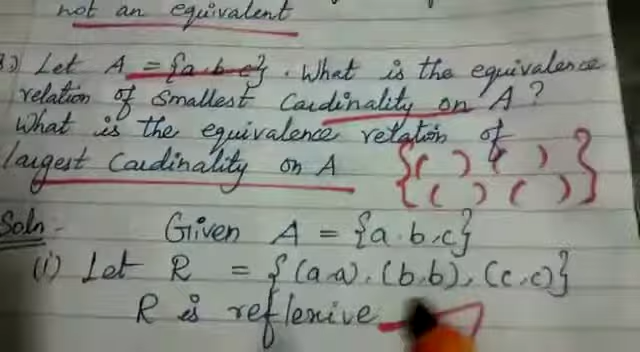 not an equivalent
3.) Let A = {a.b.c}. What is the equivalence
relation of smallest Cardinality on A?
What is the equivalence relation of
largest Cardinality on A
{( ) ( )
( ) ( )}
Soln- Given A = {a.b.c}
(i) Let R = {(a,a), (b,b), (c,c)}
R is reflexive